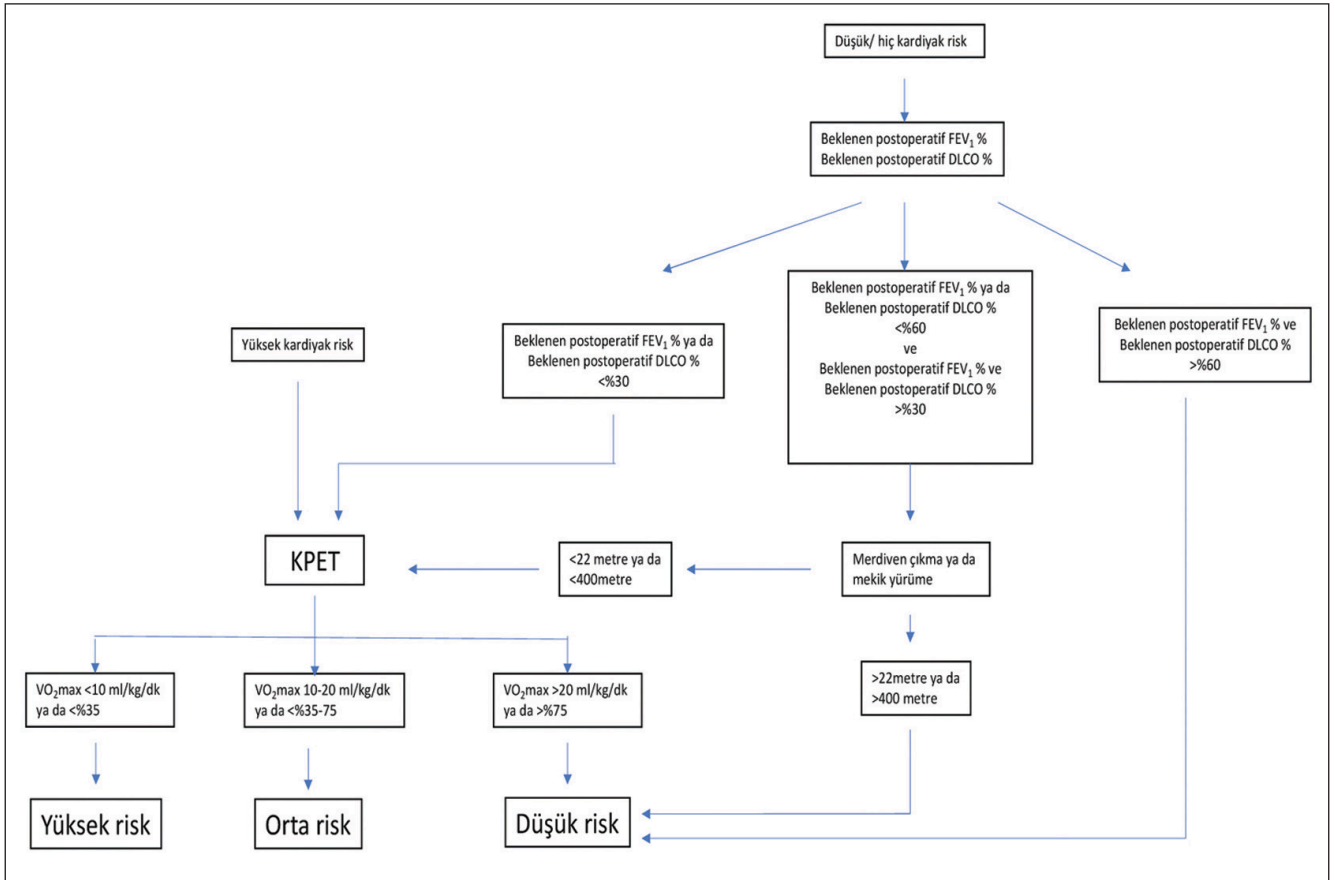 Düşük/ hiç kardiyak risk
Beklenen postoperatif FEV₁ %
Beklenen postoperatif DLCO %
Yüksek kardiyak risk
Beklenen postoperatif FEV₁ % ya da
Beklenen postoperatif DLCO %
<%30
Beklenen postoperatif FEV₁ % ya da
Beklenen postoperatif DLCO %
<%60
ve
Beklenen postoperatif FEV₁ % ve
Beklenen postoperatif DLCO %
>%30
Beklenen postoperatif FEV₁ % ve
Beklenen postoperatif DLCO %
>%60
KPET
<22 metre ya da
<400metre
Merdiven çıkma ya da
mekik yürüme
VO₂max <10 ml/kg/dk
ya da <%35
VO₂max 10-20 ml/kg/dk
ya da <%35-75
VO₂max >20 ml/kg/dk
ya da >%75
>22metre ya da
>400 metre
Yüksek risk
Orta risk
Düşük risk